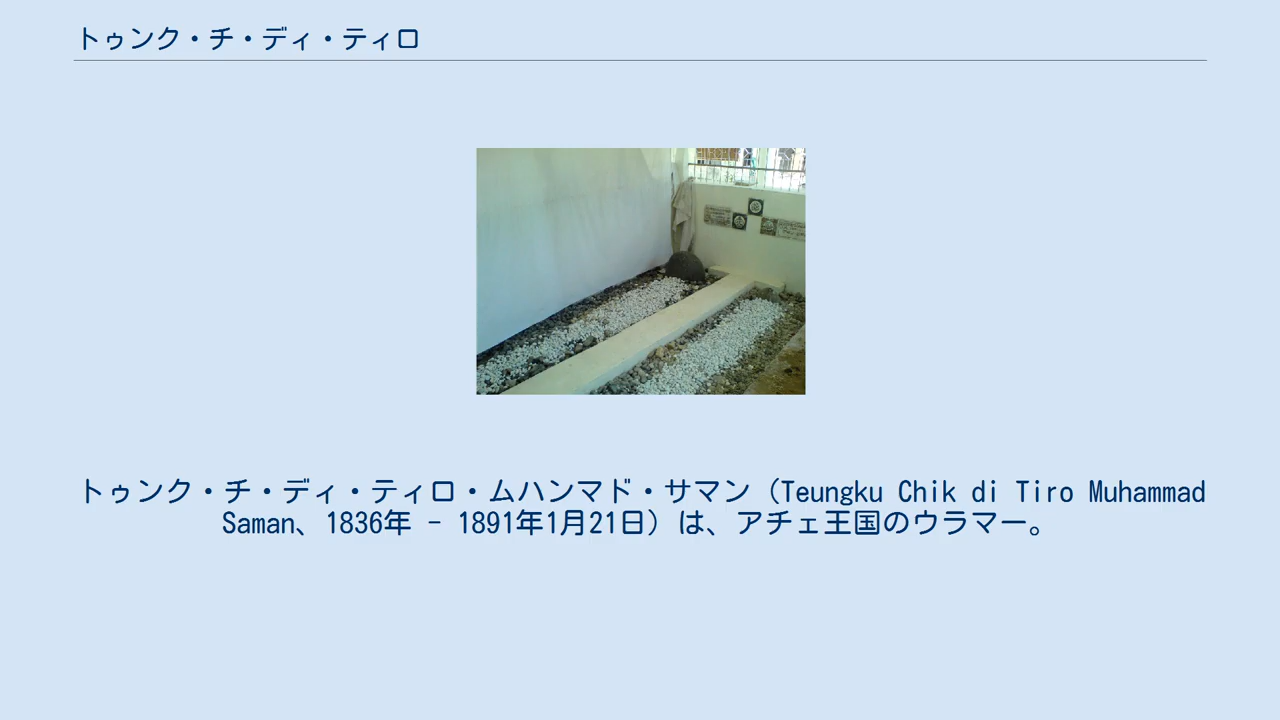 トゥンク・チ・ディ・ティロ
トゥンク・チ・ディ・ティロ・ムハンマド・サマン（Teungku Chik di Tiro Muhammad
Saman、1836年 - 1891年1月21日）は、アチェ王国のウラマー。